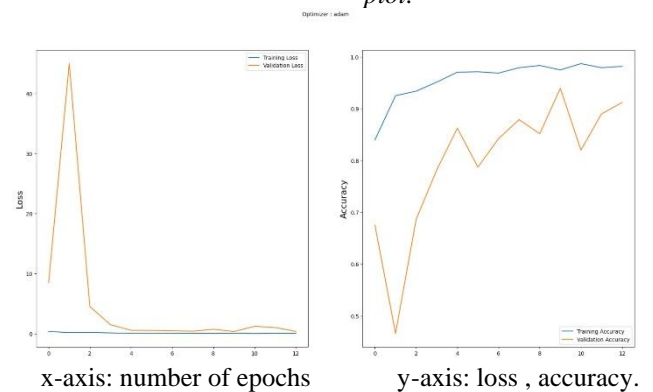 plot.
Optimizer : adam
Training Loss
Validation Loss
Loss
40
30
20
10
0
0 2 4 6 8 10 12
Accuracy
1.0
0.9
0.8
0.7
0.6
0.5
Training Accuracy
Validation Accuracy
0 2 4 6 8 10 12
x-axis: number of epochs y-axis: loss , accuracy.